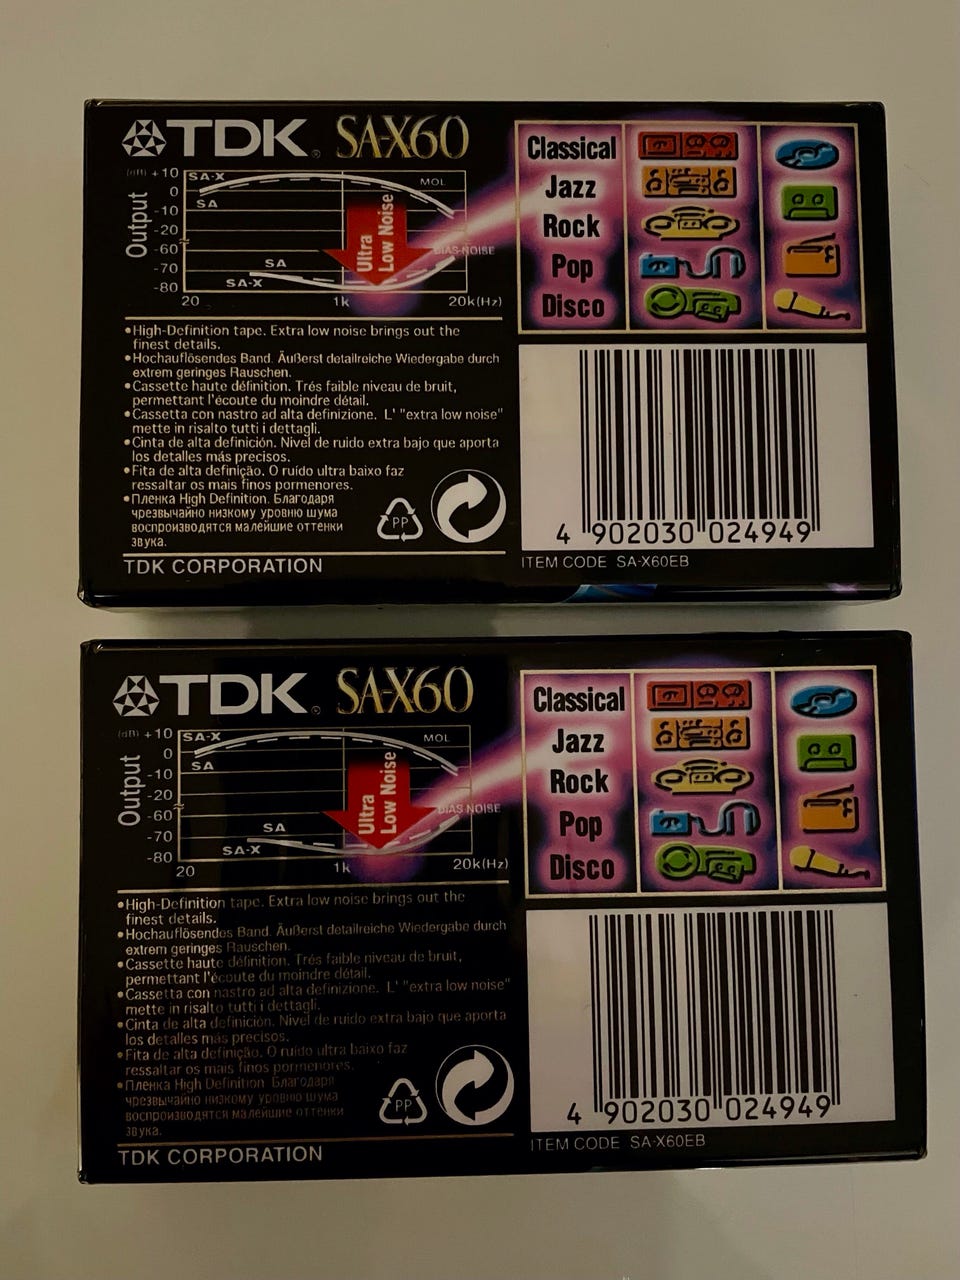 TDK® SA-X60
(dB) +10
0
-10
-20
-60
-70
-80
Output
SA-X
SA
MOL
Ultra
Low Noise
BIAS NOISE
SA
SA-X
20 1k 20k(Hz)
Classical
Jazz
Rock
Pop
Disco
•High-Definition tape. Extra low noise brings out the
finest details.
•Hochauflösendes Band. Äußerst detailreiche Wiedergabe durch
extrem geringes Rauschen.
•Cassette haute définition. Trés faible niveau de bruit,
permettant l'écoute du moindre détail.
•Cassetta con nastro ad alta definizione. L' "extra low noise"
mette in risalto tutti i dettagli.
•Cinta de alta definición. Nivel de ruido extra bajo que aporta
los detalles más precisos.
•Fita de alta definição. O ruído ultra baixo faz
ressaltar os mais finos pormenores.
•Пленка High Definition. Благодаря
чрезвычайно низкому уровню шума
воспроизводятся малейшие оттенки
звука.
PP
TDK CORPORATION
4 902030 024949
ITEM CODE SA-X60EB
TDK® SA-X60
(dB) +10
0
-10
-20
-60
-70
-80
Output
SA-X
SA
MOL
Ultra
Low Noise
BIAS NOISE
SA
SA-X
20 1k 20k(Hz)
Classical
Jazz
Rock
Pop
Disco
•High-Definition tape. Extra low noise brings out the
finest details.
•Hochauflösendes Band. Äußerst detailreiche Wiedergabe durch
extrem geringes Rauschen.
•Cassette haute définition. Trés faible niveau de bruit,
permettant l'écoute du moindre détail.
•Cassetta con nastro ad alta definizione. L' "extra low noise"
mette in risalto tutti i dettagli.
•Cinta de alta definición. Nivel de ruido extra bajo que aporta
los detalles más precisos.
•Fita de alta definição. O ruído ultra baixo faz
ressaltar os mais finos pormenores.
•Пленка High Definition. Благодаря
чрезвычайно низкому уровню шума
воспроизводятся малейшие оттенки
звука.
PP
TDK CORPORATION
4 902030 024949
ITEM CODE SA-X60EB